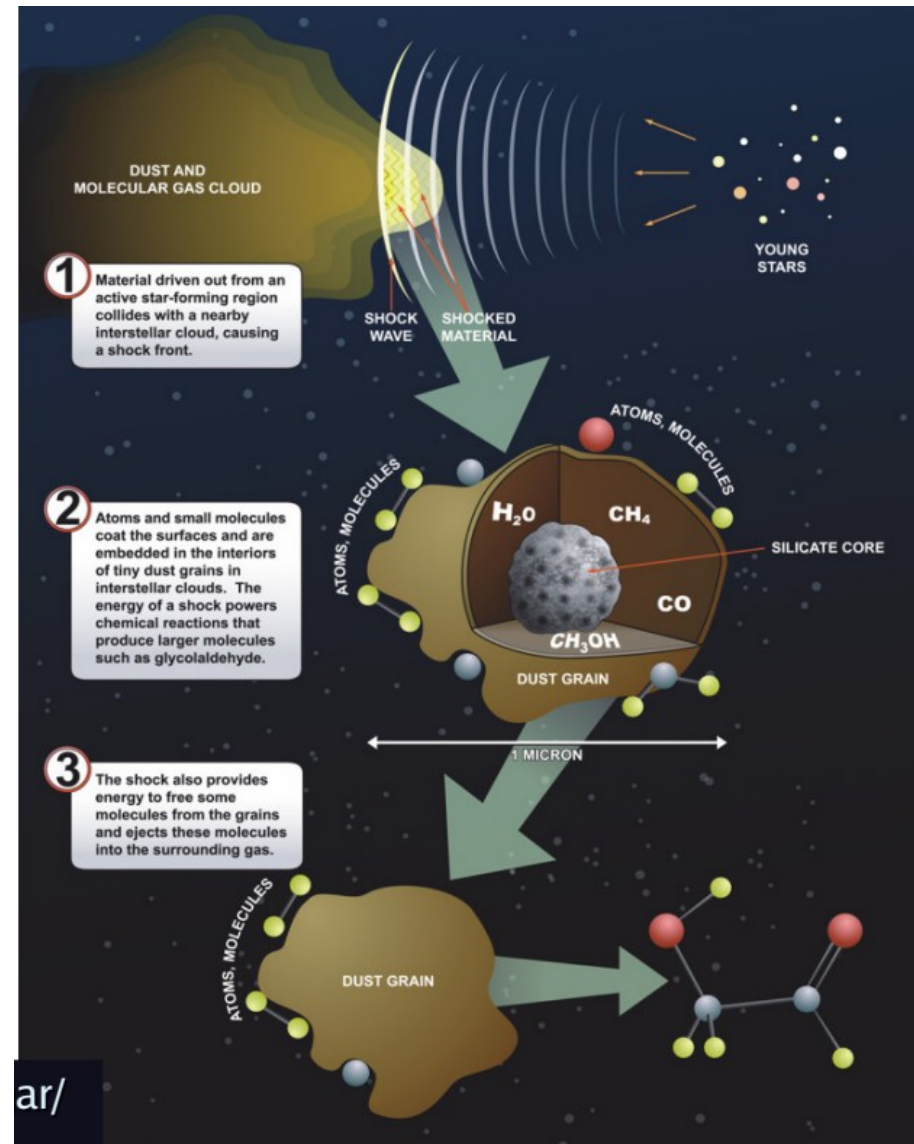 DUST AND
MOLECULAR GAS CLOUD
YOUNG
STARS
1
Material driven out from an
active star-forming region
collides with a nearby
interstellar cloud, causing
a shock front.
SHOCK
WAVE
SHOCKED
MATERIAL
ATOMS, MOLECULES
ATOMS, MOLECULES
2
Atoms and small molecules
coat the surfaces and are
embedded in the interiors
of tiny dust grains in
interstellar clouds. The
energy of a shock powers
chemical reactions that
produce larger molecules
such as glycolaldehyde.
H₂O
CH₄
SILICATE CORE
CO
CH₃OH
DUST GRAIN
1 MICRON
3
The shock also provides
energy to free some
molecules from the grains
and ejects these molecules
into the surrounding gas.
ATOMS, MOLECULES
DUST GRAIN
ar/